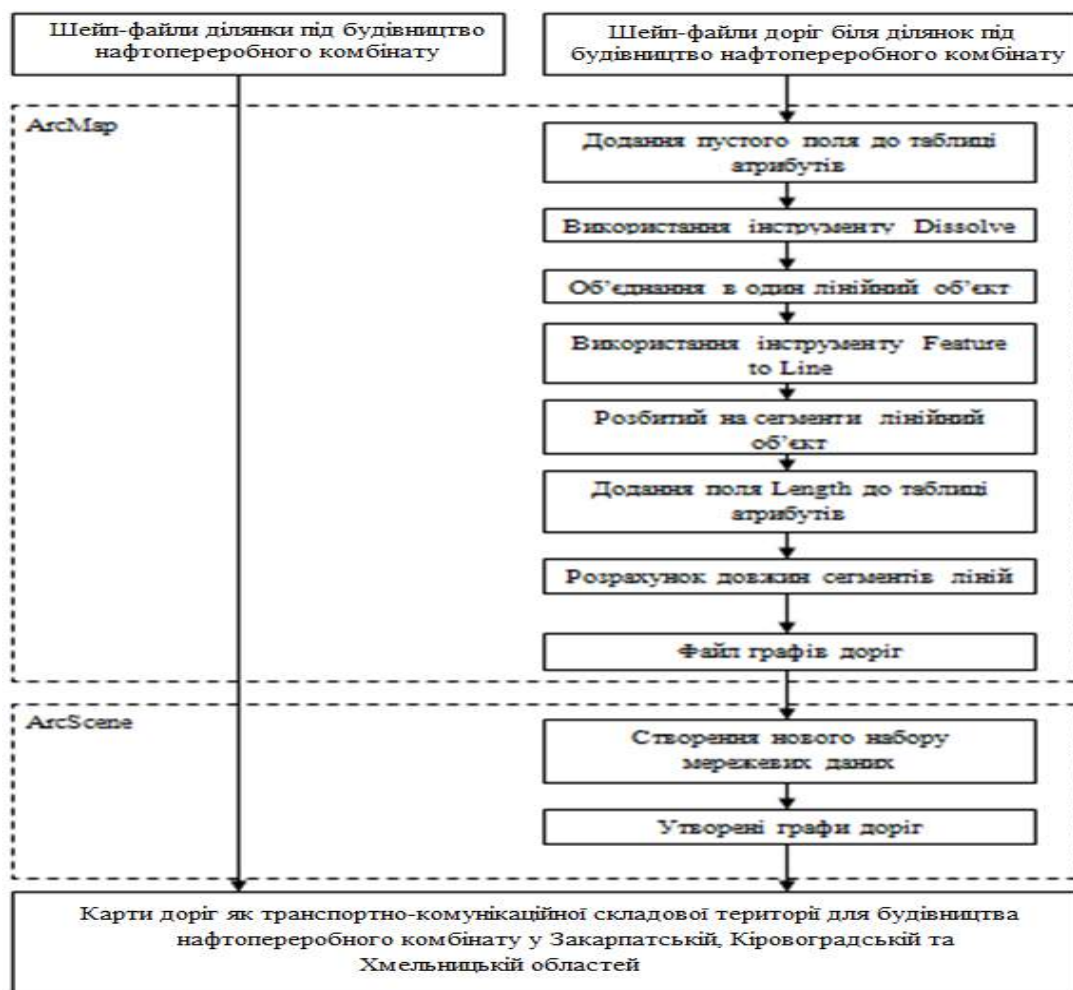 Шейп-файли ділянки під будівництво
нафтопереробного комбінату
Шейп-файли доріг біля ділянок під
будівництво нафтопереробного комбінату
ArcMap
Додання пустого поля до таблиці
атрибутів
Використання інструменту Dissolve
Об’єднання в один лінійний об’єкт
Використання інструменту Feature
to Line
Розбитий на сегменти лінійний
об’єкт
Додання поля Length до таблиці
атрибутів
Розрахунок довжин сегментів ліній
Файл графів доріг
ArcScene
Створення нового набору
мережевих даних
Утворені графи доріг
Карти доріг як транспортно-комунікаційної складової території для будівництва
нафтопереробного комбінату у Закарпатській, Кіровоградській та
Хмельницькій областей